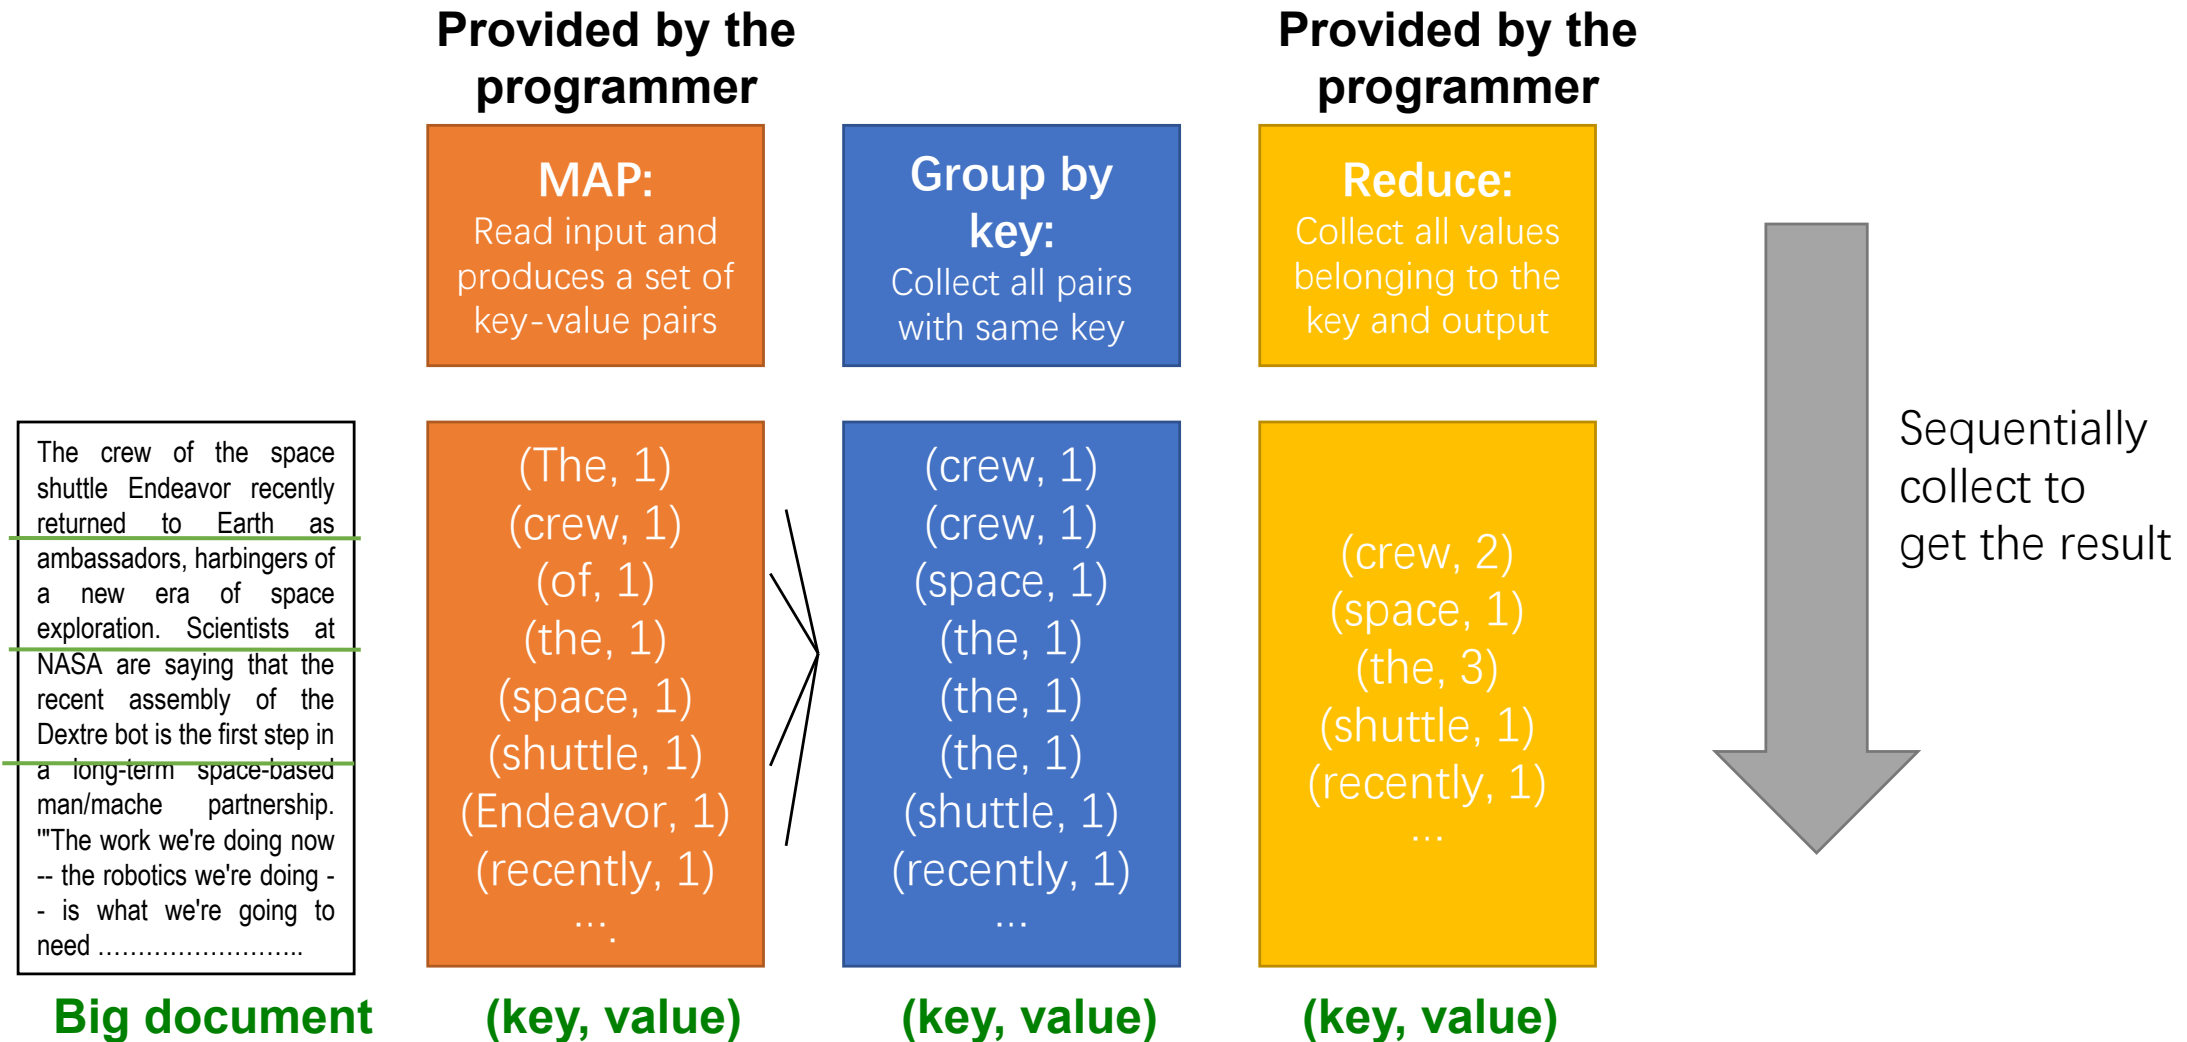 Provided by the
programmer
Provided by the
programmer
MAP:
Read input and
produces a set of
key-value pairs
Group by
key:
Collect all pairs
with same key
Reduce:
Collect all values
belonging to the
key and output
The crew of the space
shuttle Endeavor recently
returned to Earth as
ambassadors, harbingers of
a new era of space
exploration. Scientists at
NASA are saying that the
recent assembly of the
Dextre bot is the first step in
a long-term space-based
man/mache partnership.
'"The work we're doing now
-- the robotics we're doing -
- is what we're going to
need ……………………..
(The, 1)
(crew, 1)
(of, 1)
(the, 1)
(space, 1)
(shuttle, 1)
(Endeavor, 1)
(recently, 1)
….
(crew, 1)
(crew, 1)
(space, 1)
(the, 1)
(the, 1)
(the, 1)
(shuttle, 1)
(recently, 1)
…
(crew, 2)
(space, 1)
(the, 3)
(shuttle, 1)
(recently, 1)
…
Sequentially
collect to
get the result
Big document
(key, value)
(key, value)
(key, value)